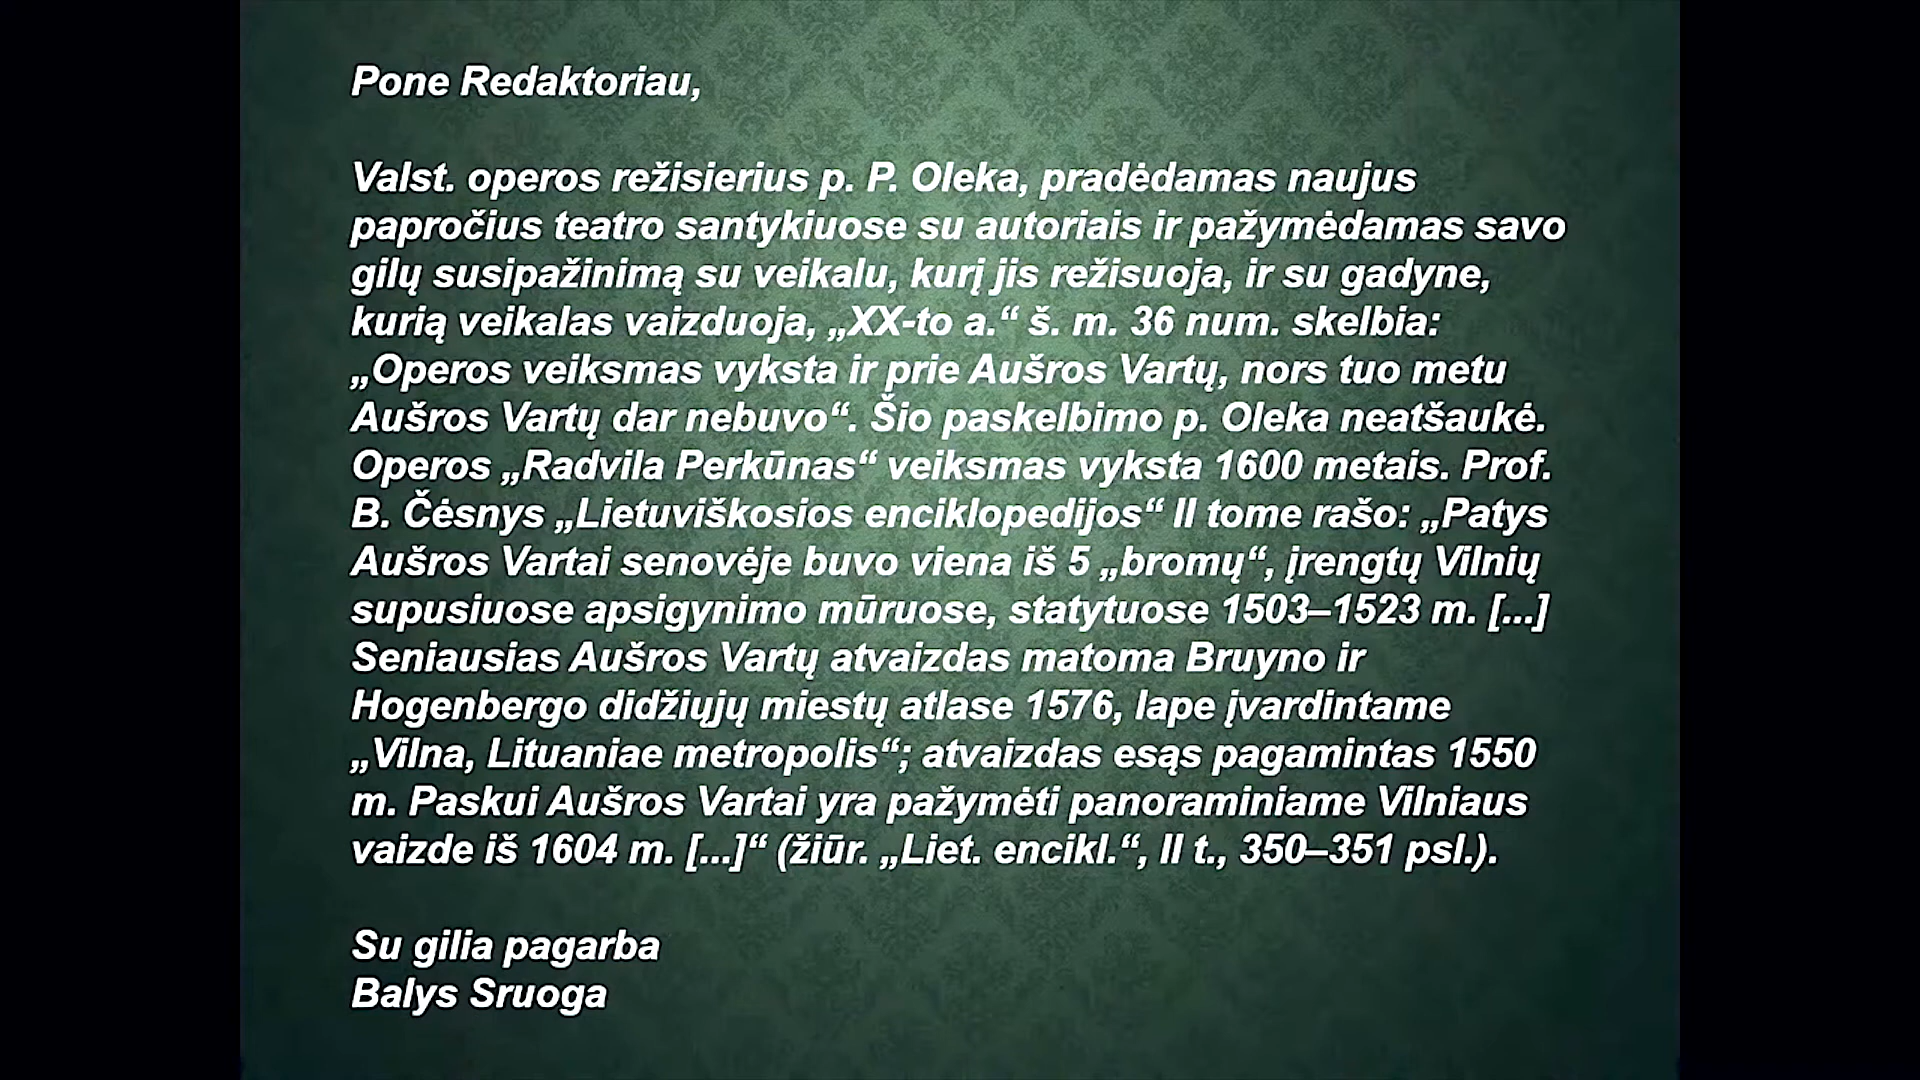 Pone Redaktoriau,
Valst. operos režisierius p. P. Oleka, pradėdamas naujus
papročius teatro santykiuose su autoriais ir pažymėdamas savo
gilų susipažinimą su veikalu, kurį jis režisuoja, ir su gadyne,
kurią veikalas vaizduoja, „XX-to a.“ š. m. 36 num. skelbia:
„Operos veiksmas vyksta ir prie Aušros Vartų, nors tuo metu
Aušros Vartų dar nebuvo“. Šio paskelbimo p. Oleka neatšaukė.
Operos „Radvila Perkūnas“ veiksmas vyksta 1600 metais. Prof.
B. Čėsnys „Lietuviškosios enciklopedijos“ II tome rašo: „Patys
Aušros Vartai senovėje buvo viena iš 5 „bromų“, įrengtų Vilnių
supusiuose apsigynimo mūruose, statytuose 1503–1523 m. [...]
Seniausias Aušros Vartų atvaizdas matoma Bruyno ir
Hogenbergo didžiųjų miestų atlase 1576, lape įvardintame
„Vilna, Lituaniae metropolis“; atvaizdas esąs pagamintas 1550
m. Paskui Aušros Vartai yra pažymėti panoraminiame Vilniaus
vaizde iš 1604 m. [...]“ (žiūr. „Liet. encikl.“, II t., 350–351 psl.).
Su gilia pagarba
Balys Sruoga